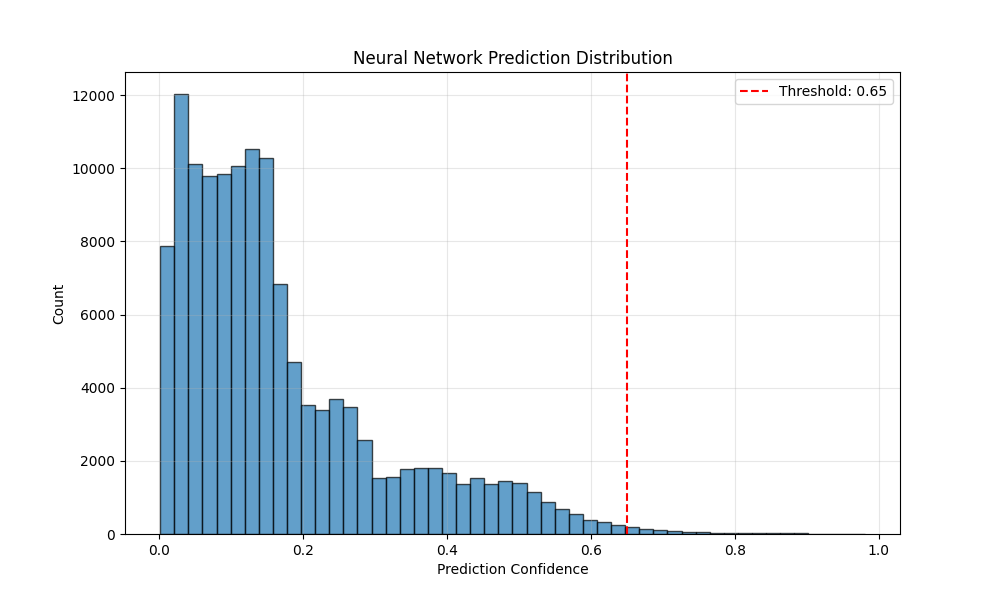 Neural Network Prediction Distribution
Threshold: 0.65
12000
10000
8000
6000
4000
2000
0
Count
0.0 0.2 0.4 0.6 0.8 1.0
Prediction Confidence